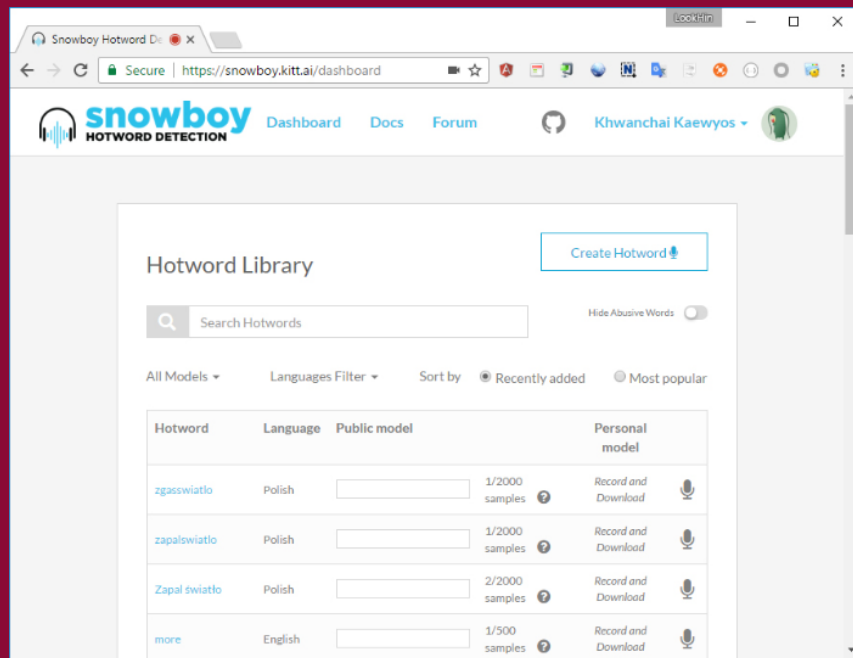 LookHin
Snowboy Hotword De
Secure https://snowboy.kitt.ai/dashboard
snowboy
HOTWORD DETECTION
Dashboard Docs Forum Khwanchai Kaewyos
Hotword Library
Create Hotword
Search Hotwords
Hide Abusive Words
All Models Languages Filter Sort by Recently added Most popular
Hotword Language Public model Personal
model
zgasswiatlo Polish 1/2000
samples Record and
Download
zapalswiatlo Polish 1/2000
samples Record and
Download
Zapal światło Polish 2/2000
samples Record and
Download
more English 1/500
samples Record and
Download